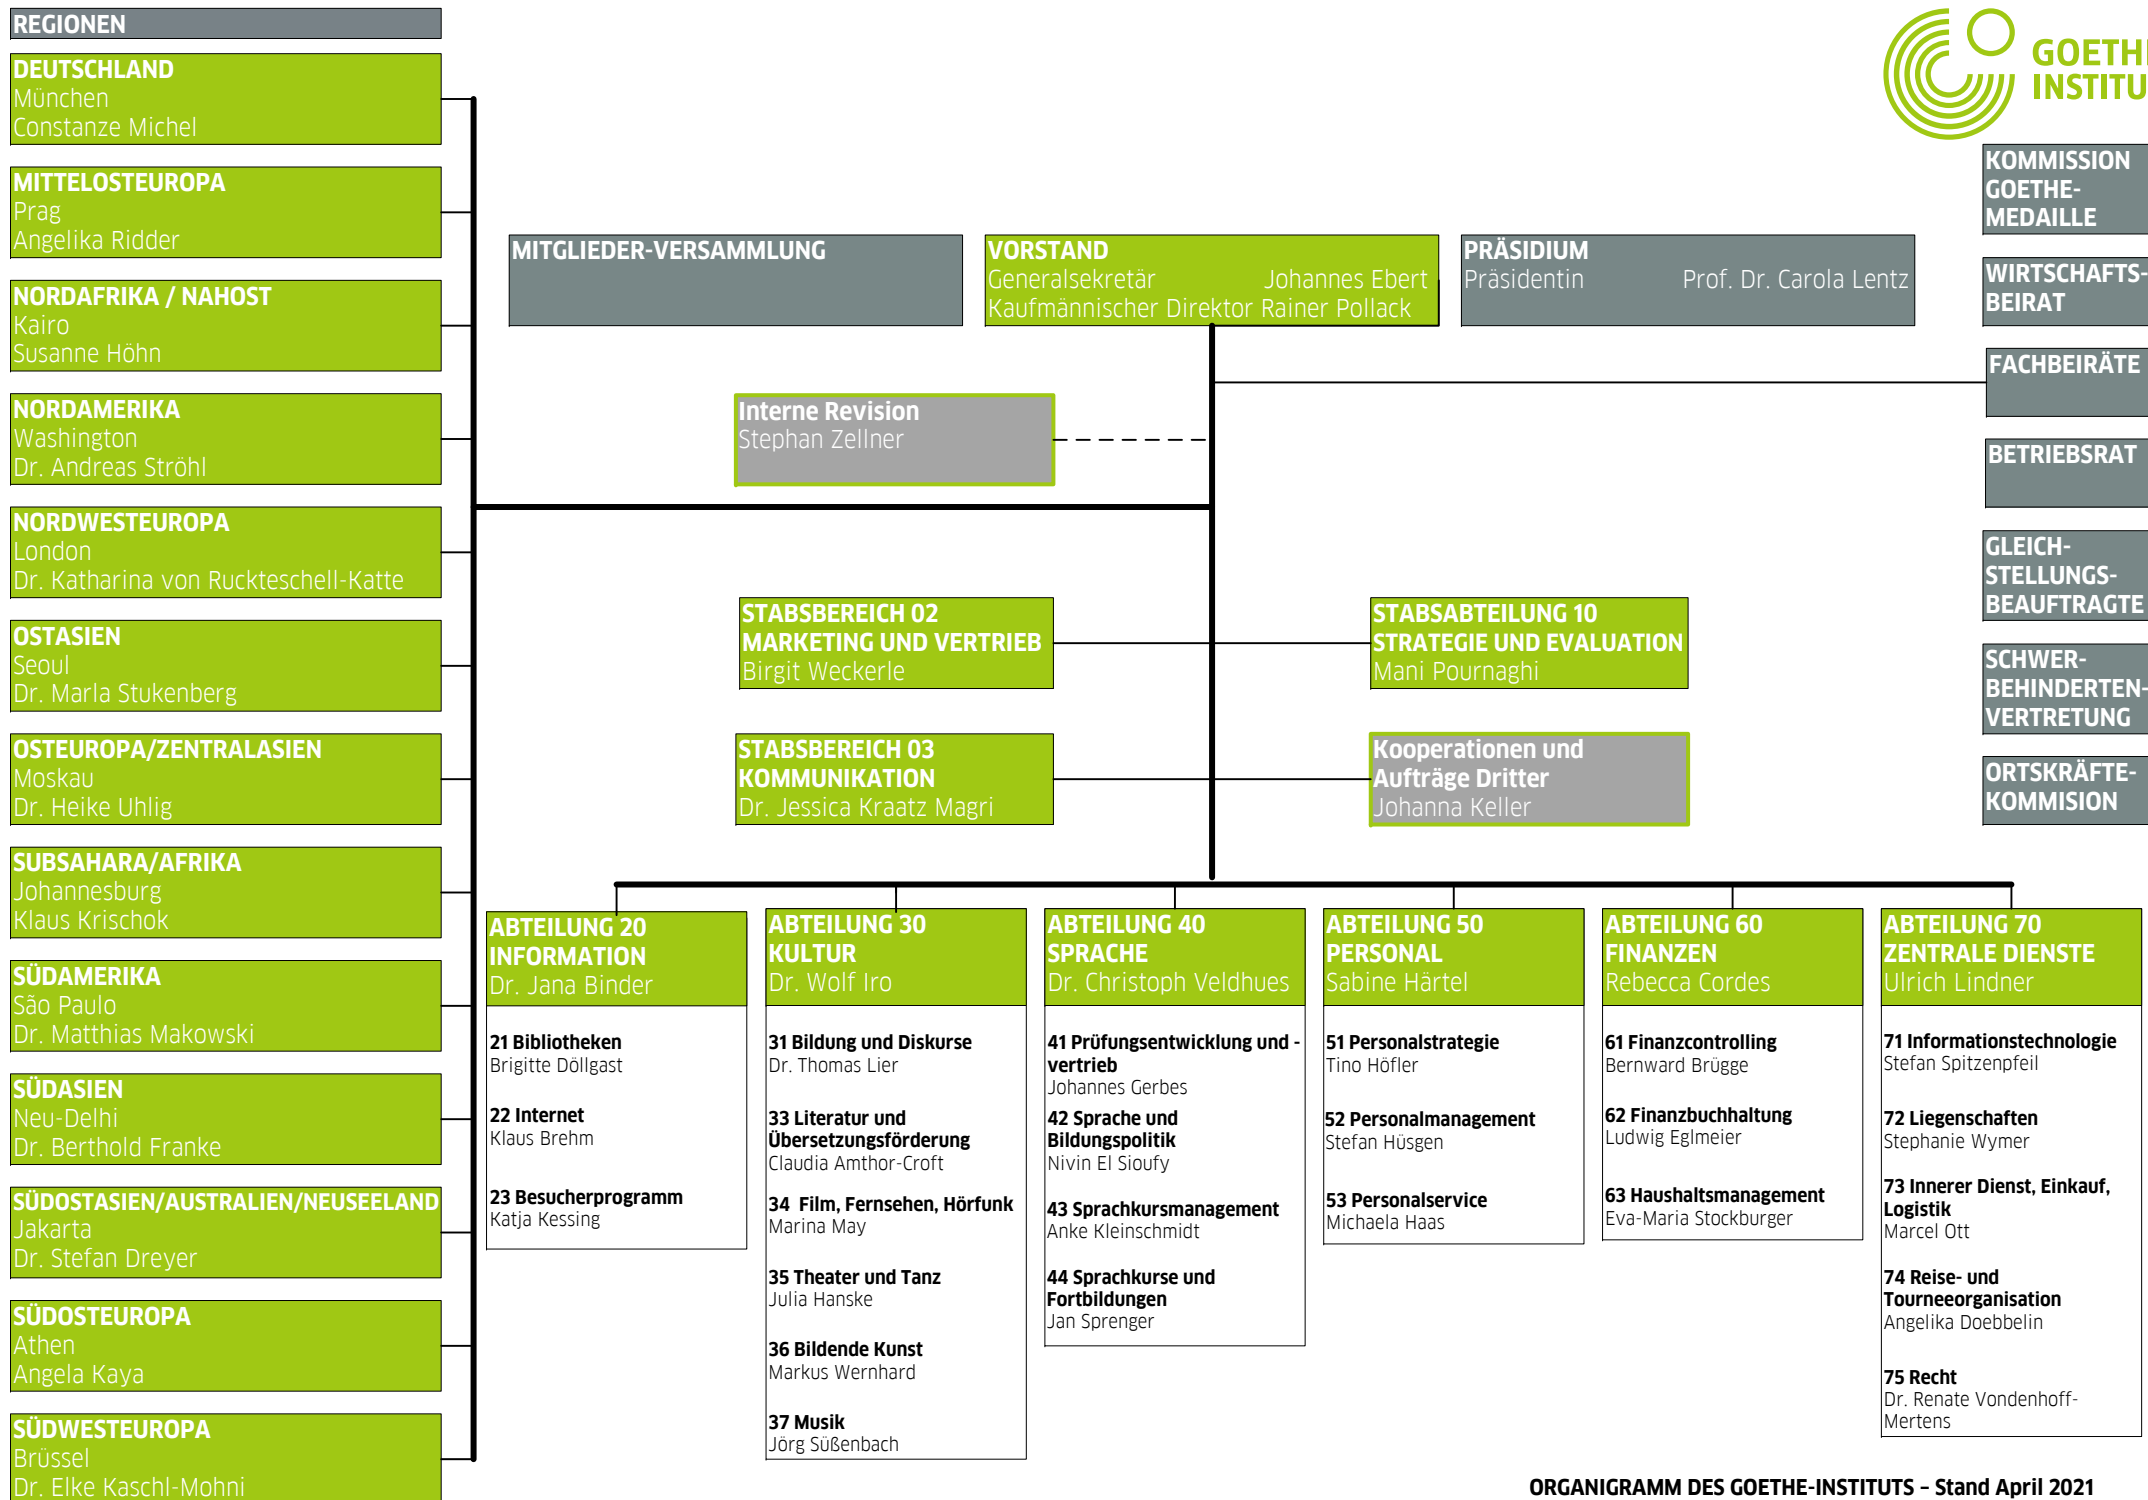 REGIONEN
DEUTSCHLAND
München
Constanze Michel
MITTELOSTEUROPA
Prag
Angelika Ridder
NORDAFRIKA / NAHOST
Kairo
Susanne Höhn
NORDAMERIKA
Washington
Dr. Andreas Ströhl
NORDWESTEUROPA
London
Dr. Katharina von Ruckteschell-Katte
OSTASIEN
Seoul
Dr. Marla Stukenberg
OSTEUROPA/ZENTRALASIEN
Moskau
Dr. Heike Uhlig
SUBSAHARA/AFRIKA
Johannesburg
Klaus Krischok
SÜDAMERIKA
São Paulo
Dr. Matthias Makowski
SÜDASIEN
Neu-Delhi
Dr. Berthold Franke
SÜDOSTASIEN/AUSTRALIEN/NEUSEELAND
Jakarta
Dr. Stefan Dreyer
SÜDOSTEUROPA
Athen
Angela Kaya
SÜDWESTEUROPA
Brüssel
Dr. Elke Kaschl-Mohni
MITGLIEDER-VERSAMMLUNG
VORSTAND
Generalsekretär Johannes Ebert
Kaufmännischer Direktor Rainer Pollack
PRÄSIDIUM
Präsidentin Prof. Dr. Carola Lentz
Interne Revision
Stephan Zellner
STABSBEREICH 02
MARKETING UND VERTRIEB
Birgit Weckerle
STABSABTEILUNG 10
STRATEGIE UND EVALUATION
Mani Pournaghi
STABSBEREICH 03
KOMMUNIKATION
Dr. Jessica Kraatz Magri
Kooperationen und
Aufträge Dritter
Johanna Keller
GOETHE
INSTITU
KOMMISSION
GOETHE-
MEDAILLE
WIRTSCHAFTS-
BEIRAT
FACHBEIRÄTE
BETRIEBSRAT
GLEICH-
STELLUNGS-
BEAUFTRAGTE
SCHWER-
BEHINDERTEN-
VERTRETUNG
ORTSKRÄFTE-
KOMMISION
ABTEILUNG 20
INFORMATION
Dr. Jana Binder
21 Bibliotheken
Brigitte Döllgast
22 Internet
Klaus Brehm
23 Besucherprogramm
Katja Kessing
ABTEILUNG 30
KULTUR
Dr. Wolf Iro
31 Bildung und Diskurse
Dr. Thomas Lier
33 Literatur und
Übersetzungsförderung
Claudia Amthor-Croft
34 Film, Fernsehen, Hörfunk
Marina May
35 Theater und Tanz
Julia Hanske
36 Bildende Kunst
Markus Wernhard
37 Musik
Jörg Süßenbach
ABTEILUNG 40
SPRACHE
Dr. Christoph Veldhues
41 Prüfungsentwicklung und -
vertrieb
Johannes Gerbes
42 Sprache und
Bildungspolitik
Nivin El Sioufy
43 Sprachkursmanagement
Anke Kleinschmidt
44 Sprachkurse und
Fortbildungen
Jan Sprenger
ABTEILUNG 50
PERSONAL
Sabine Härtel
51 Personalstrategie
Tino Höfler
52 Personalmanagement
Stefan Hüsgen
53 Personalservice
Michaela Haas
ABTEILUNG 60
FINANZEN
Rebecca Cordes
61 Finanzcontrolling
Bernward Brügge
62 Finanzbuchhaltung
Ludwig Eglmeier
63 Haushaltsmanagement
Eva-Maria Stockburger
ABTEILUNG 70
ZENTRALE DIENSTE
Ulrich Lindner
71 Informationstechnologie
Stefan Spitzenpfeil
72 Liegenschaften
Stephanie Wymer
73 Innerer Dienst, Einkauf,
Logistik
Marcel Ott
74 Reise- und
Tourneeorganisation
Angelika Doebbelin
75 Recht
Dr. Renate Vondenhoff-
Mertens
ORGANIGRAMM DES GOETHE-INSTITUTS – Stand April 2021